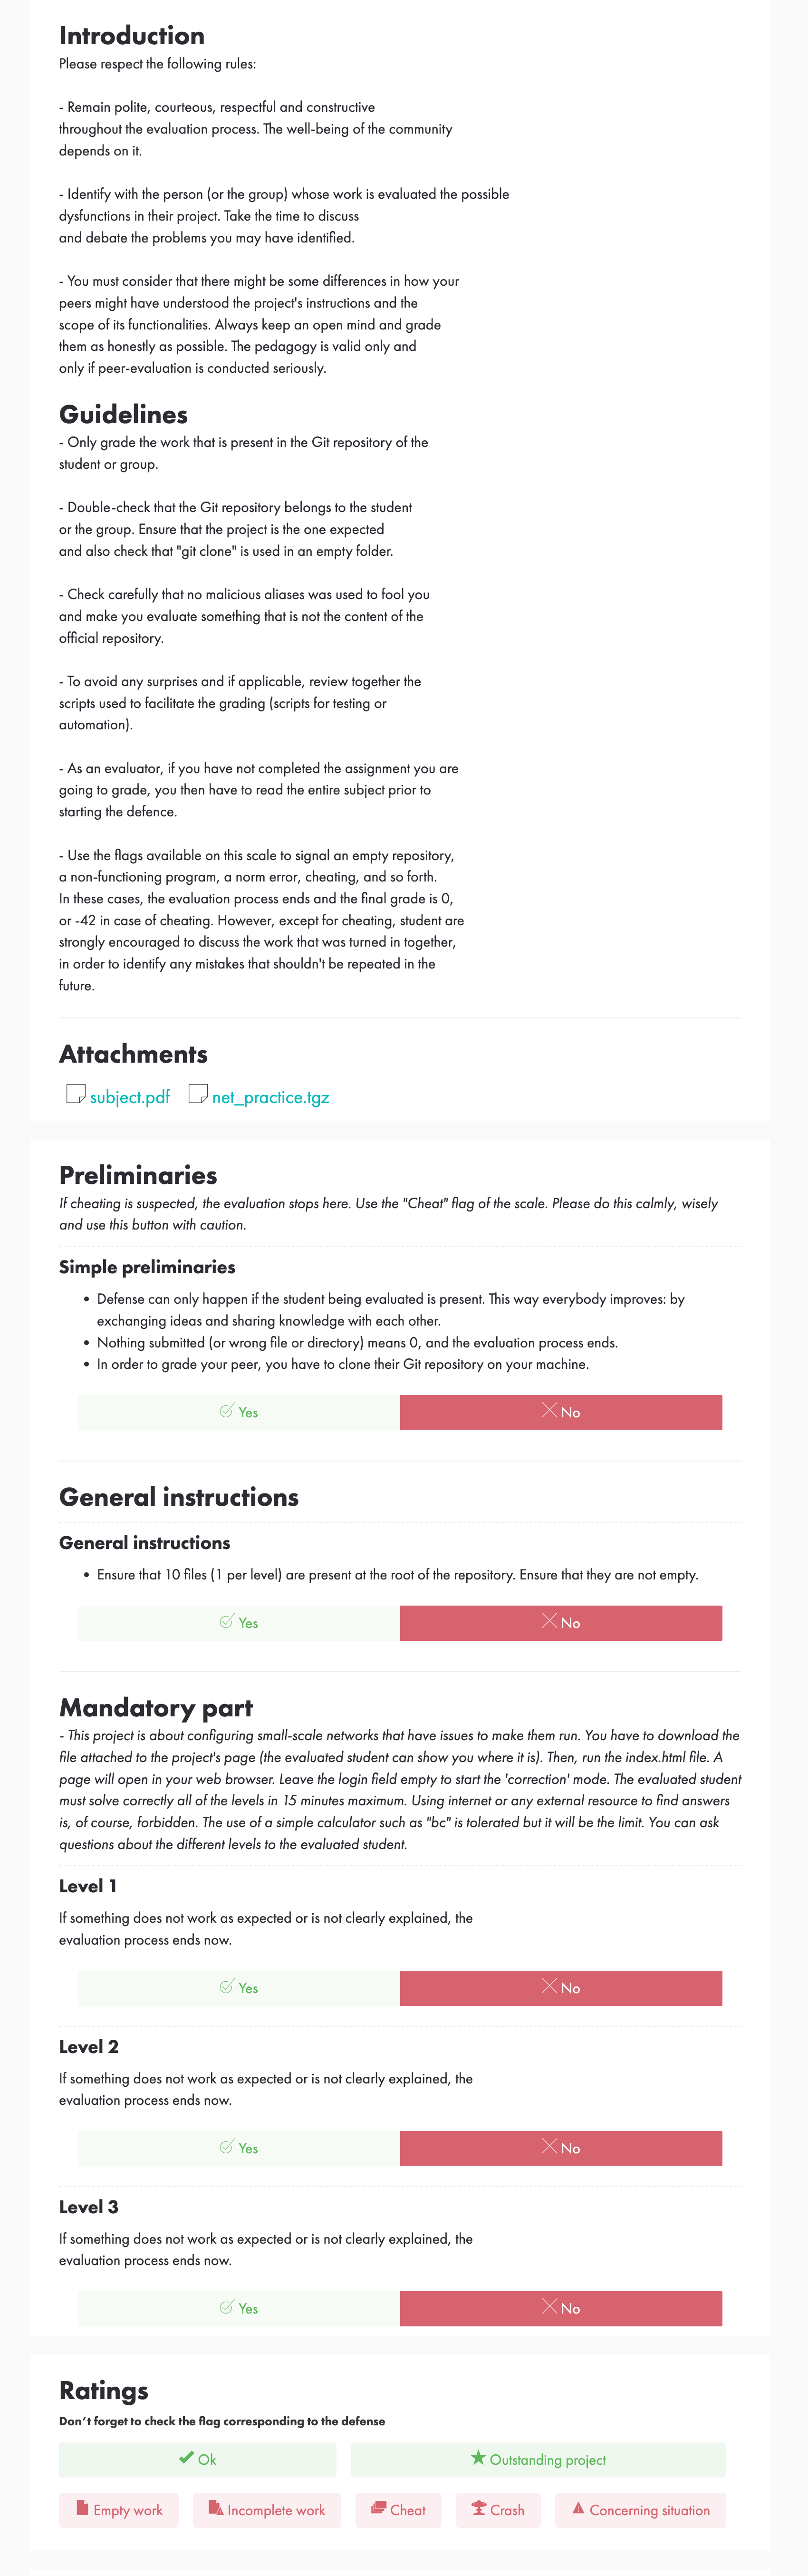 Introduction
Please respect the following rules:
- Remain polite, courteous, respectful and constructive
throughout the evaluation process. The well-being of the community
depends on it.
- Identify with the person (or the group) whose work is evaluated the possible
dysfunctions in their project. Take the time to discuss
and debate the problems you may have identified.
- You must consider that there might be some differences in how your
peers might have understood the project's instructions and the
scope of its functionalities. Always keep an open mind and grade
them as honestly as possible. The pedagogy is valid only and
only if peer-evaluation is conducted seriously.
Guidelines
- Only grade the work that is present in the Git repository of the
student or group.
- Double-check that the Git repository belongs to the student
or the group. Ensure that the project is the one expected
and also check that "git clone" is used in an empty folder.
- Check carefully that no malicious aliases was used to fool you
and make you evaluate something that is not the content of the
official repository.
- To avoid any surprises and if applicable, review together the
scripts used to facilitate the grading (scripts for testing or
automation).
- As an evaluator, if you have not completed the assignment you are
going to grade, you then have to read the entire subject prior to
starting the defence.
- Use the flags available on this scale to signal an empty repository,
a non-functioning program, a norm error, cheating, and so forth.
In these cases, the evaluation process ends and the final grade is 0,
or -42 in case of cheating. However, except for cheating, student are
strongly encouraged to discuss the work that was turned in together,
in order to identify any mistakes that shouldn't be repeated in the
future.
Attachments
subject.pdf net_practice.tgz
Preliminaries
If cheating is suspected, the evaluation stops here. Use the "Cheat" flag of the scale. Please do this calmly, wisely
and use this button with caution.
Simple preliminaries
• Defense can only happen if the student being evaluated is present. This way everybody improves: by
exchanging ideas and sharing knowledge with each other.
• Nothing submitted (or wrong file or directory) means 0, and the evaluation process ends.
• In order to grade your peer, you have to clone their Git repository on your machine.
Yes No
General instructions
General instructions
• Ensure that 10 files (1 per level) are present at the root of the repository. Ensure that they are not empty.
Yes No
Mandatory part
- This project is about configuring small-scale networks that have issues to make them run. You have to download the
file attached to the project's page (the evaluated student can show you where it is). Then, run the index.html file. A
page will open in your web browser. Leave the login field empty to start the 'correction' mode. The evaluated student
must solve correctly all of the levels in 15 minutes maximum. Using internet or any external resource to find answers
is, of course, forbidden. The use of a simple calculator such as "bc" is tolerated but it will be the limit. You can ask
questions about the different levels to the evaluated student.
Level 1
If something does not work as expected or is not clearly explained, the
evaluation process ends now.
Yes No
Level 2
If something does not work as expected or is not clearly explained, the
evaluation process ends now.
Yes No
Level 3
If something does not work as expected or is not clearly explained, the
evaluation process ends now.
Yes No
Ratings
Don't forget to check the flag corresponding to the defense
Ok Outstanding project
Empty work Incomplete work Cheat Crash Concerning situation